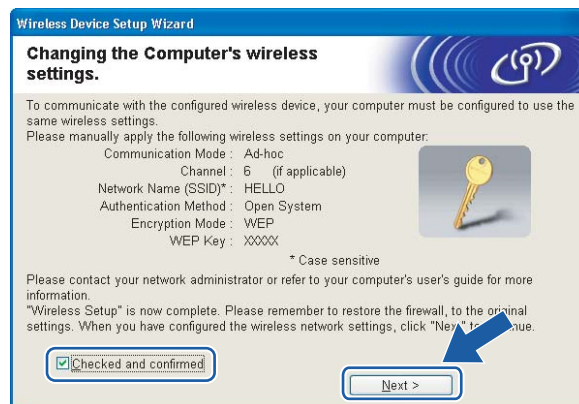 Wireless Device Setup Wizard
Changing the Computer's wireless
settings.
To communicate with the configured wireless device, your computer must be configured to use the
same wireless settings.
Please manually apply the following wireless settings on your computer:
Communication Mode : Ad-hoc
Channel : 6 (if applicable)
Network Name (SSID)* : HELLO
Authentication Method : Open System
Encryption Mode : WEP
WEP Key : XXXXX
* Case sensitive
Please contact your network administrator or refer to your computer's user's guide for more
information.
"Wireless Setup" is now complete. Please remember to restore the firewall, to the original
settings. When you have configured the wireless network settings, click "Next" to
Checked and confirmed
Next >